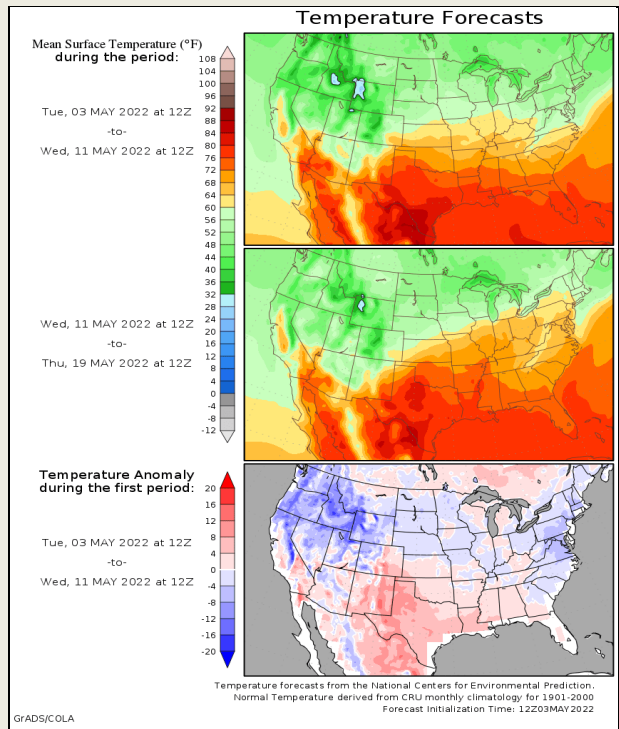 Temperature Forecasts
Mean Surface Temperature (°F)
during the period:
108
104
100
96
92
88
84
80
76
72
68
64
60
56
52
48
44
40
36
32
28
24
20
16
12
8
4
0
-4
-8
-12
Tue, 03 MAY 2022 at 12Z
-to-
Wed, 11 MAY 2022 at 12Z
Wed, 11 MAY 2022 at 12Z
-to-
Thu, 19 MAY 2022 at 12Z
Temperature Anomaly
during the first period:
20
16
12
8
4
0
-4
-8
-12
-16
-20
Tue, 03 MAY 2022 at 12Z
-to-
Wed, 11 MAY 2022 at 12Z
Temperature forecasts from the National Centers for Environmental Prediction.
Normal Temperature derived from CRU monthly climatology for 1901-2000
Forecast Initialization Time: 12Z03MAY2022
GrADS/COLA